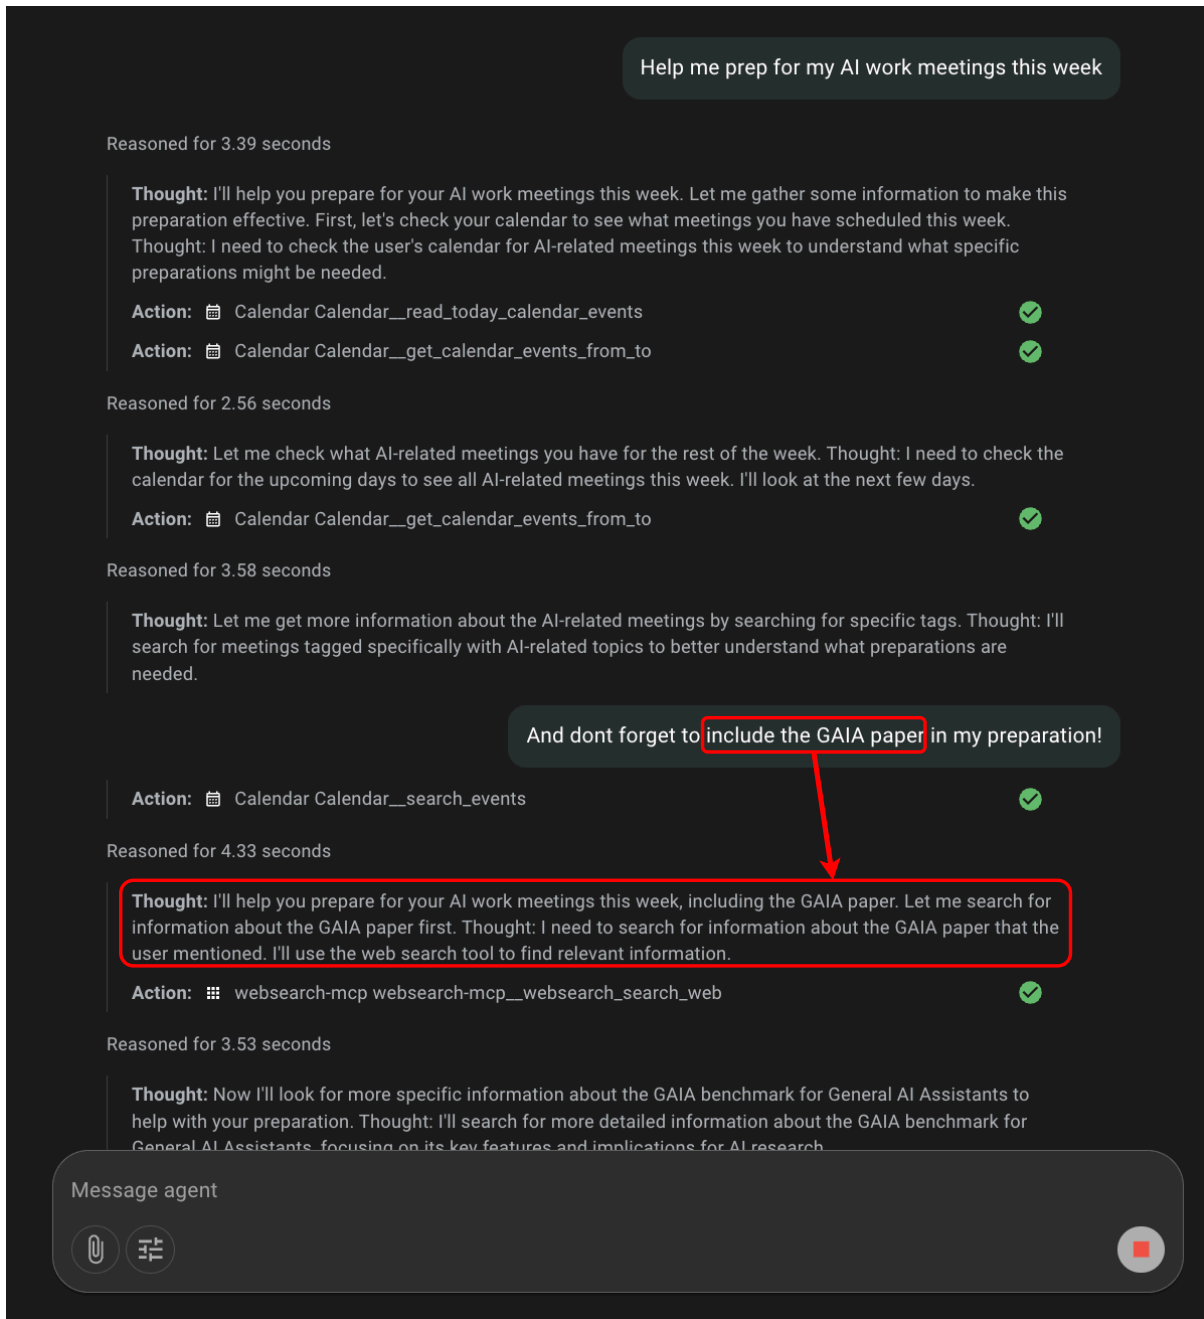 Help me prep for my AI work meetings this week
Reasoned for 3.39 seconds
Thought: I'll help you prepare for your AI work meetings this week. Let me gather some information to make this
preparation effective. First, let's check your calendar to see what meetings you have scheduled this week.
Thought: I need to check the user's calendar for AI-related meetings this week to understand what specific
preparations might be needed.
Action: Calendar Calendar__read_today_calendar_events
Action: Calendar Calendar__get_calendar_events_from_to
Reasoned for 2.56 seconds
Thought: Let me check what AI-related meetings you have for the rest of the week. Thought: I need to check the
calendar for the upcoming days to see all AI-related meetings this week. I'll look at the next few days.
Action: Calendar Calendar__get_calendar_events_from_to
Reasoned for 3.58 seconds
Thought: Let me get more information about the AI-related meetings by searching for specific tags. Thought: I'll
search for meetings tagged specifically with AI-related topics to better understand what preparations are
needed.
And dont forget to include the GAIA paper in my preparation!
Action: Calendar Calendar__search_events
Reasoned for 4.33 seconds
Thought: I'll help you prepare for your AI work meetings this week, including the GAIA paper. Let me search for
information about the GAIA paper first. Thought: I need to search for information about the GAIA paper that the
user mentioned. I'll use the web search tool to find relevant information.
Action: websearch-mcp websearch-mcp__websearch_search_web
Reasoned for 3.53 seconds
Thought: Now I'll look for more specific information about the GAIA benchmark for General AI Assistants to
help with your preparation. Thought: I'll search for more detailed information about the GAIA benchmark for
General AI Assistants, focusing on its key features and implications for AI research.
Message agent